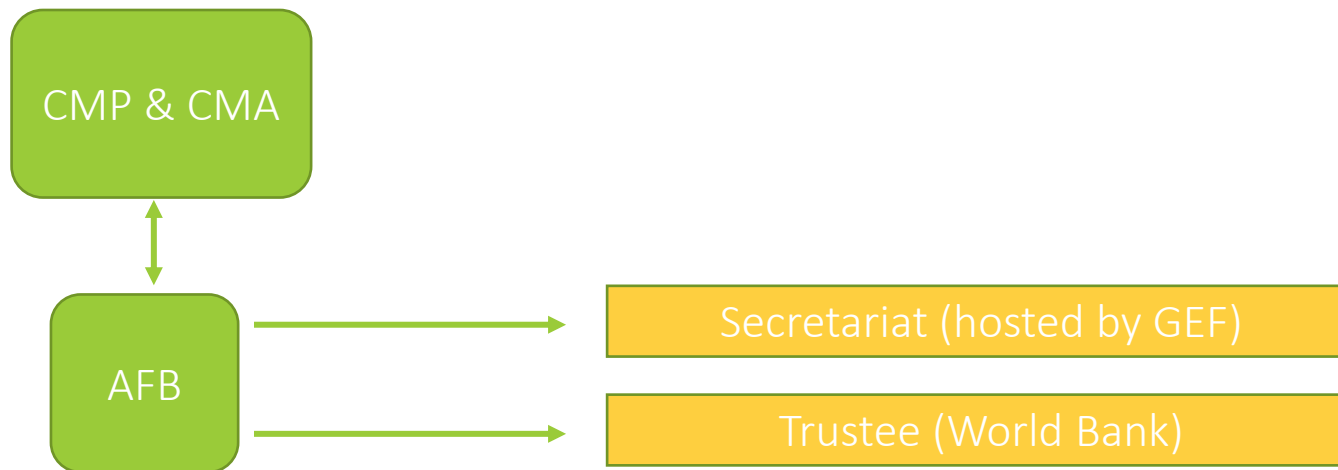 CMP & CMA
Secretariat (hosted by GEF)
AFB
Trustee (World Bank)